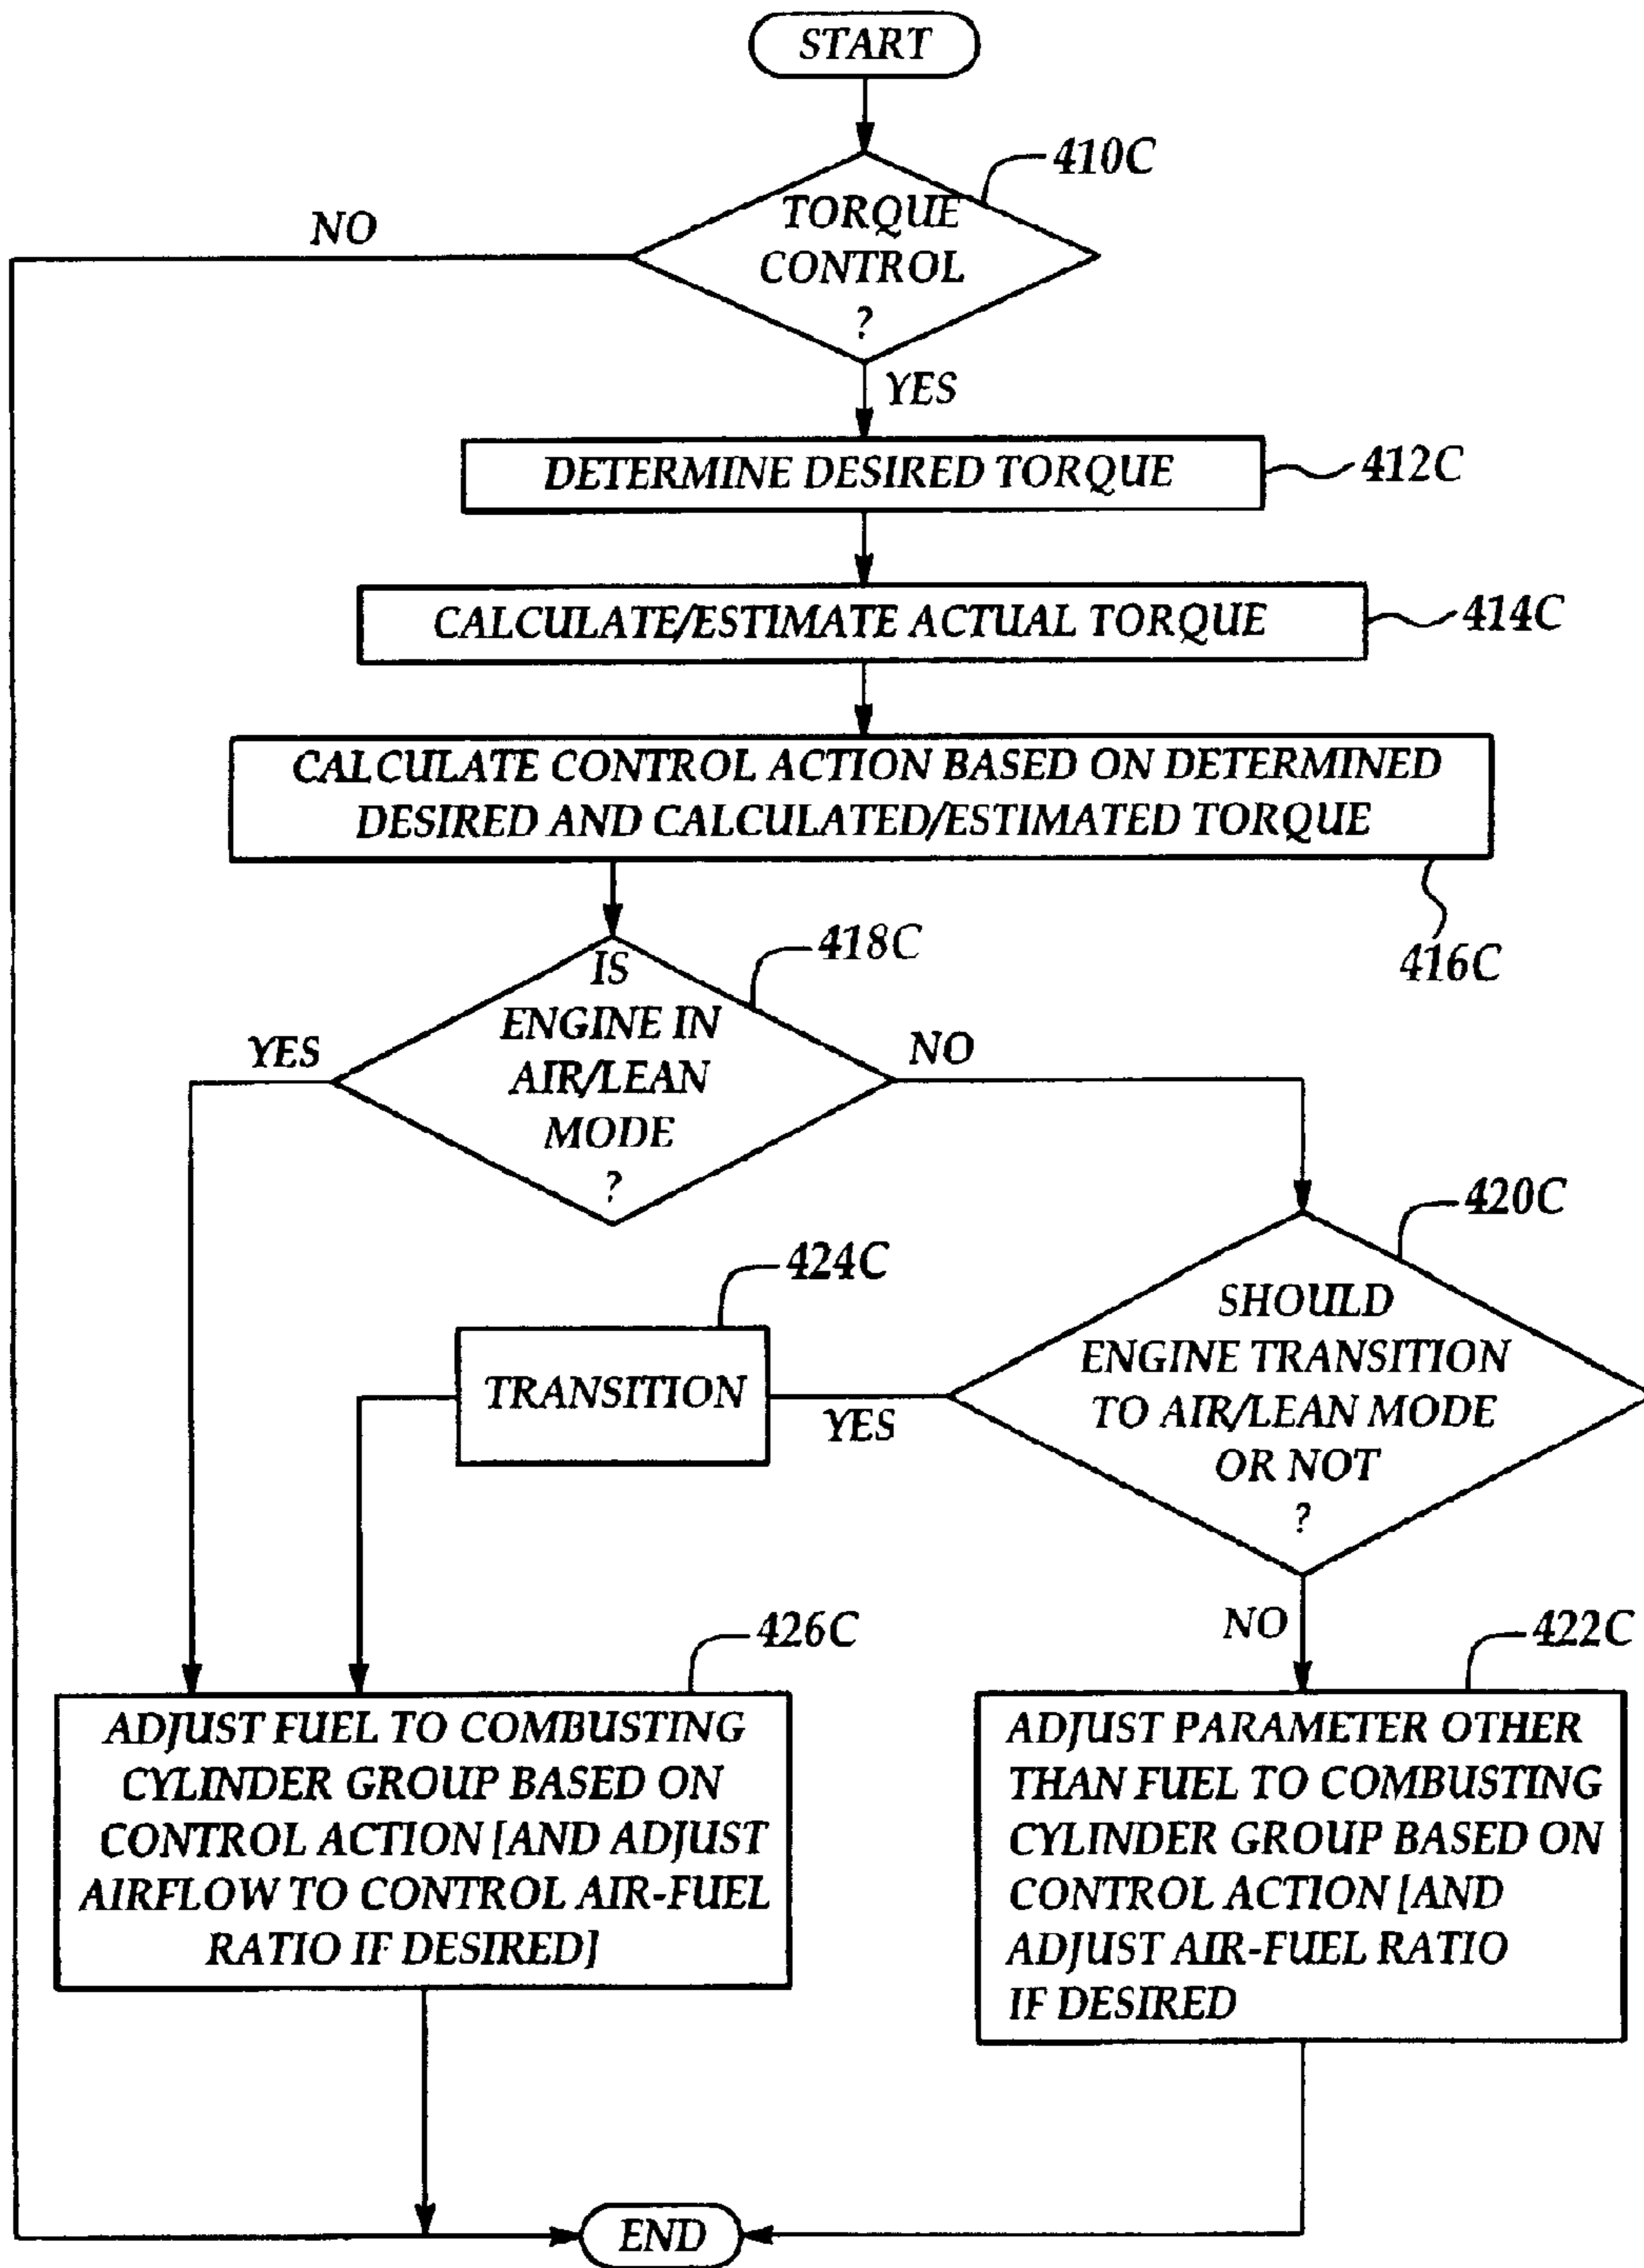 START
410C
TORQUE
CONTROL
?
NO
YES
DETERMINE DESIRED TORQUE
412C
CALCULATE/ESTIMATE ACTUAL TORQUE
414C
CALCULATE CONTROL ACTION BASED ON DETERMINED
DESIRED AND CALCULATED/ESTIMATED TORQUE
416C
418C
IS
ENGINE IN
AIR/LEAN
MODE
?
YES
NO
420C
SHOULD
ENGINE TRANSITION
TO AIR/LEAN MODE
OR NOT
?
424C
TRANSITION
YES
NO
426C
ADJUST FUEL TO COMBUSTING
CYLINDER GROUP BASED ON
CONTROL ACTION [AND ADJUST
AIRFLOW TO CONTROL AIR-FUEL
RATIO IF DESIRED]
422C
ADJUST PARAMETER OTHER
THAN FUEL TO COMBUSTING
CYLINDER GROUP BASED ON
CONTROL ACTION [AND
ADJUST AIR-FUEL RATIO
IF DESIRED
END